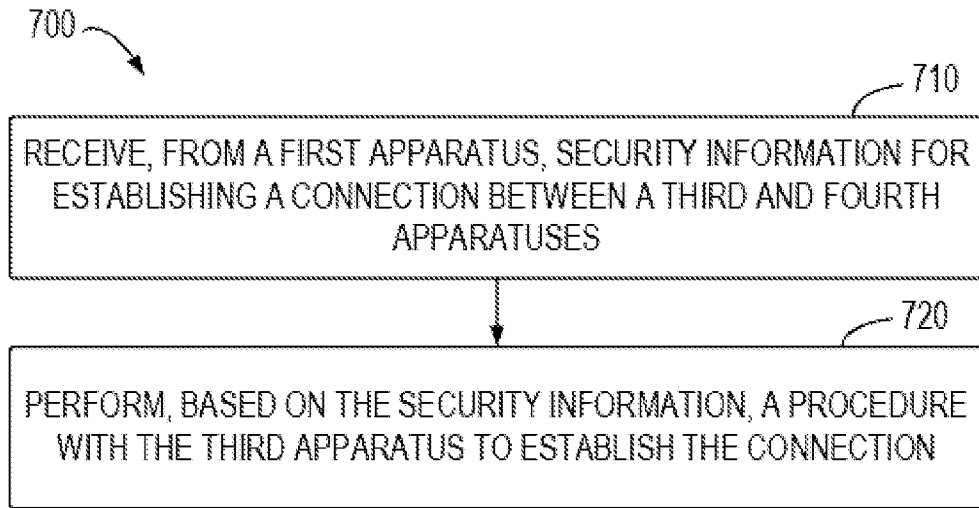 700
710
RECEIVE, FROM A FIRST APPARATUS, SECURITY INFORMATION FOR
ESTABLISHING A CONNECTION BETWEEN A THIRD AND FOURTH
APPARATUSES
720
PERFORM, BASED ON THE SECURITY INFORMATION, A PROCEDURE
WITH THE THIRD APPARATUS TO ESTABLISH THE CONNECTION